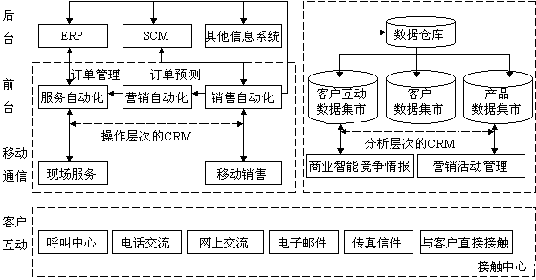 后台
ERP
SCM
其他信息系统
数据仓库
订单管理
订单预测
前台
服务自动化
营销自动化
销售自动化
客户互动
数据集市
客户
数据集市
产品
数据集市
操作层次的CRM
分析层次的CRM
移动
通信
现场服务
移动销售
商业智能竞争情报
营销活动管理
客户
互动
呼叫中心
电话交流
网上交流
电子邮件
传真信件
与客户直接接触
接触中心